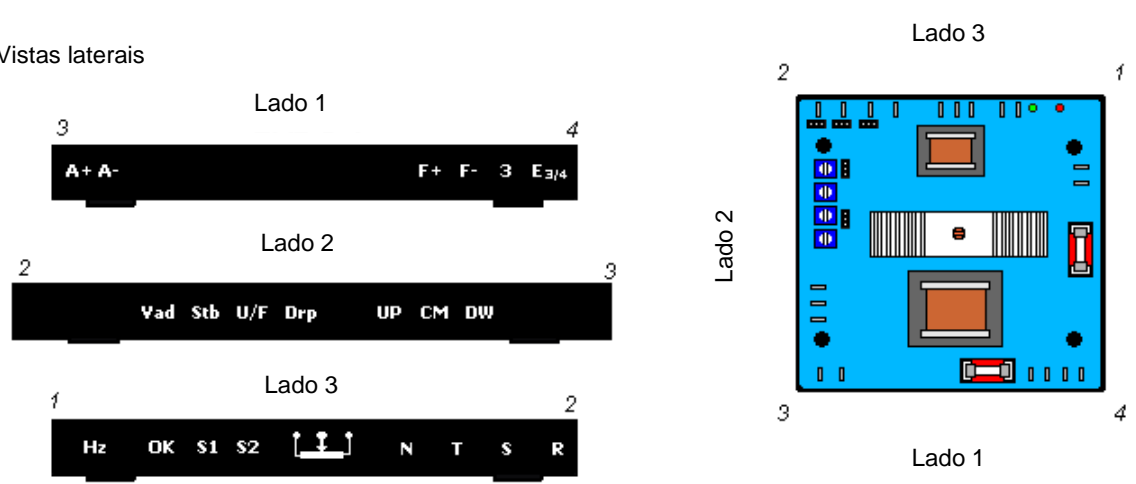 Vistas laterais
Lado 1
3 4
A+ A- F+ F- 3 E3/4
Lado 2
2 3
Vad Stb U/F Drp UP CM DW
Lado 3
1 2
Hz OK S1 S2 N T S R
Lado 3
2 1
Lado 2
3 4
Lado 1